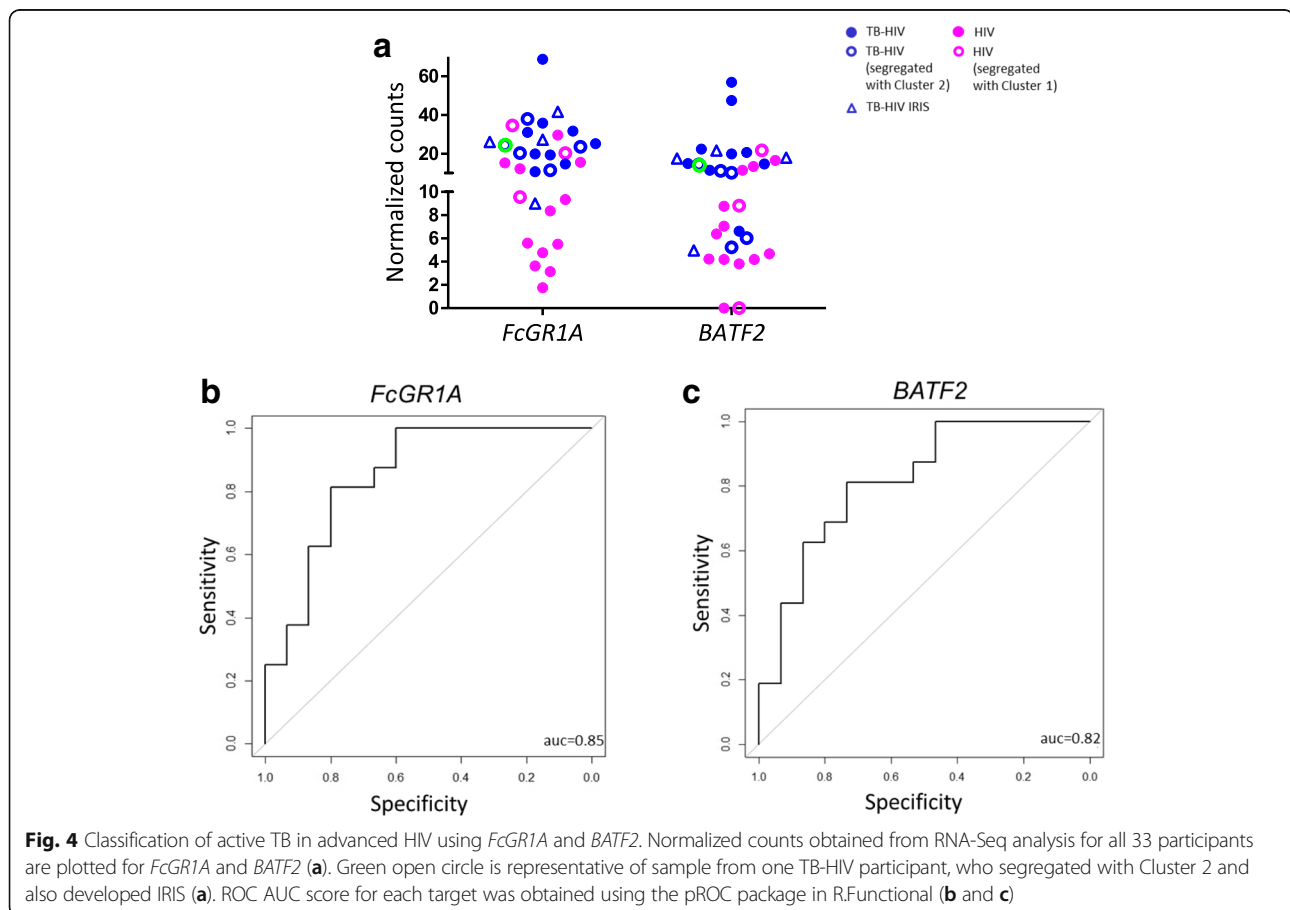 a
TB-HIV
HIV
TB-HIV
(segregated
with Cluster 2)
HIV
(segregated
with Cluster 1)
TB-HIV IRIS
Normalized counts
60
40
20
10
8
6
4
2
0
FcGR1A
BATF2
b
FcGR1A
Sensitivity
1.0
0.8
0.6
0.4
0.2
0.0
auc=0.85
1.0 0.8 0.6 0.4 0.2 0.0
Specificity
c
BATF2
Sensitivity
1.0
0.8
0.6
0.4
0.2
0.0
auc=0.82
1.0 0.8 0.6 0.4 0.2 0.0
Specificity
Fig. 4 Classification of active TB in advanced HIV using FcGR1A and BATF2. Normalized counts obtained from RNA-Seq analysis for all 33 participants
are plotted for FcGR1A and BATF2 (a). Green open circle is representative of sample from one TB-HIV participant, who segregated with Cluster 2 and
also developed IRIS (a). ROC AUC score for each target was obtained using the pROC package in R.Functional (b and c)